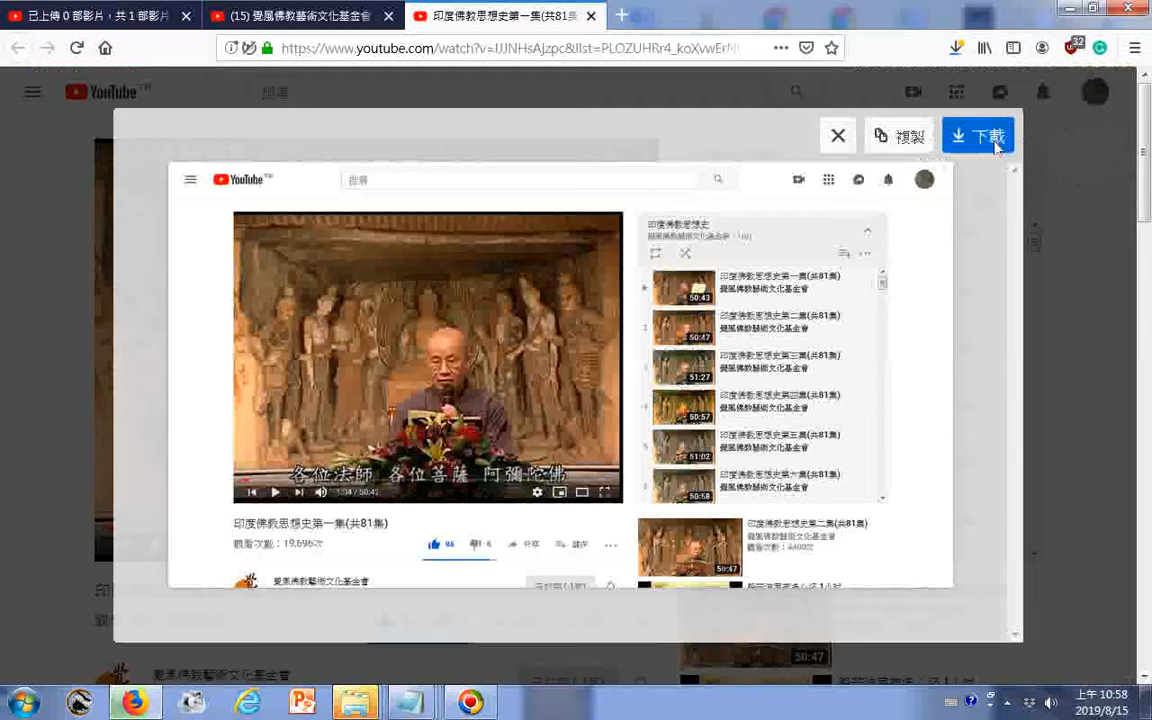 已上傳 0 部影片，共 1 部影片
(15) 覺風佛教藝術文化基金會
印度佛教思想史第一集(共81集
https://www.youtube.com/watch?v=
32
YouTube TW
搜尋
複製
下載
YouTube TW
搜尋
印度佛教思想史
覺風佛教藝術文化基金會
印度佛教思想史第一集(共81集)
覺風佛教藝術文化基金會
50:43
2
印度佛教思想史第二集(共81集)
覺風佛教藝術文化基金會
50:47
3
印度佛教思想史第三集(共81集)
覺風佛教藝術文化基金會
51:27
4
印度佛教思想史第四集(共81集)
覺風佛教藝術文化基金會
50:57
5
印度佛教思想史第五集(共81集)
覺風佛教藝術文化基金會
51:02
印度佛教思想史第六集(共81集)
覺風佛教藝術文化基金會
50:58
各位法師 各位菩薩 阿彌陀佛
1:04 / 50:42
印度佛教思想史第一集(共81集)
觀看次數：19,696次
86
6
分享
儲存
印度佛教思想史第二集(共81集)
50:47
覺風佛教藝術文化基金會
覺風佛教藝術文化基金會
50:47
上午 10:58
2019/8/15